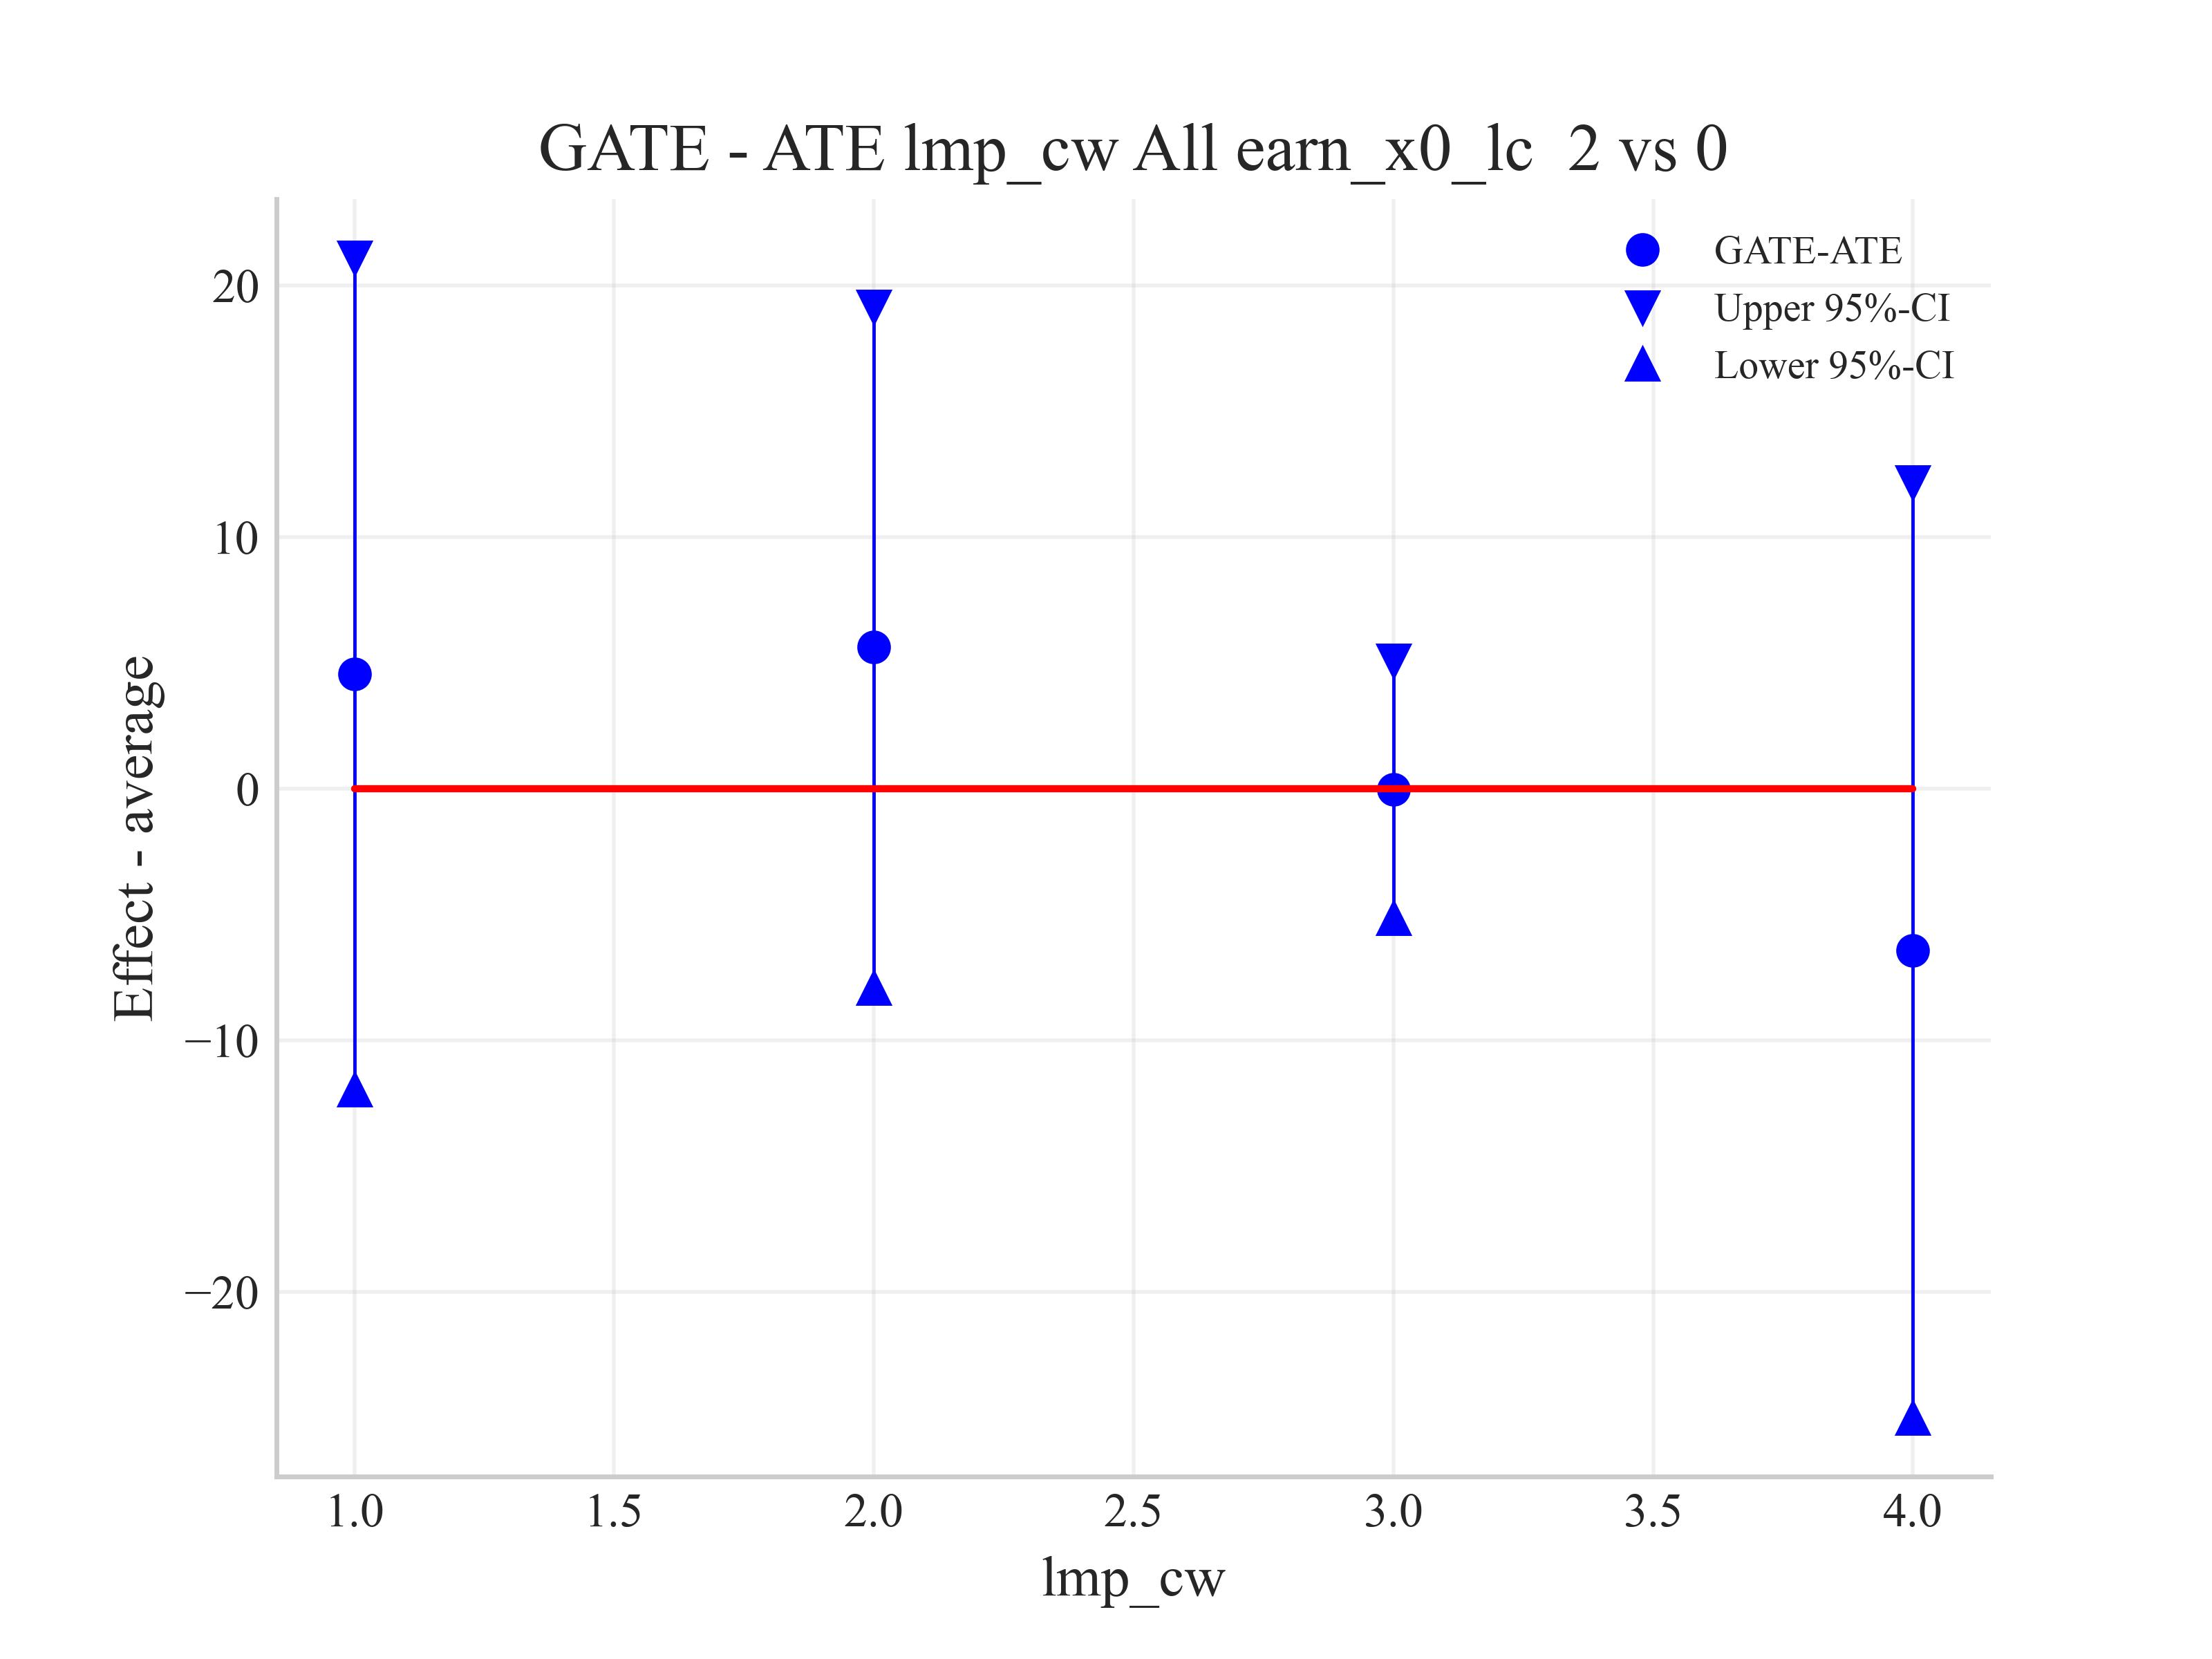 GATE - ATE lmp_cw All earn_x0_lc  2 vs 0
GATE-ATE
Upper 95%-CI
Lower 95%-CI
Effect - average
20
10
0
−10
−20
1.0 1.5 2.0 2.5 3.0 3.5 4.0
lmp_cw